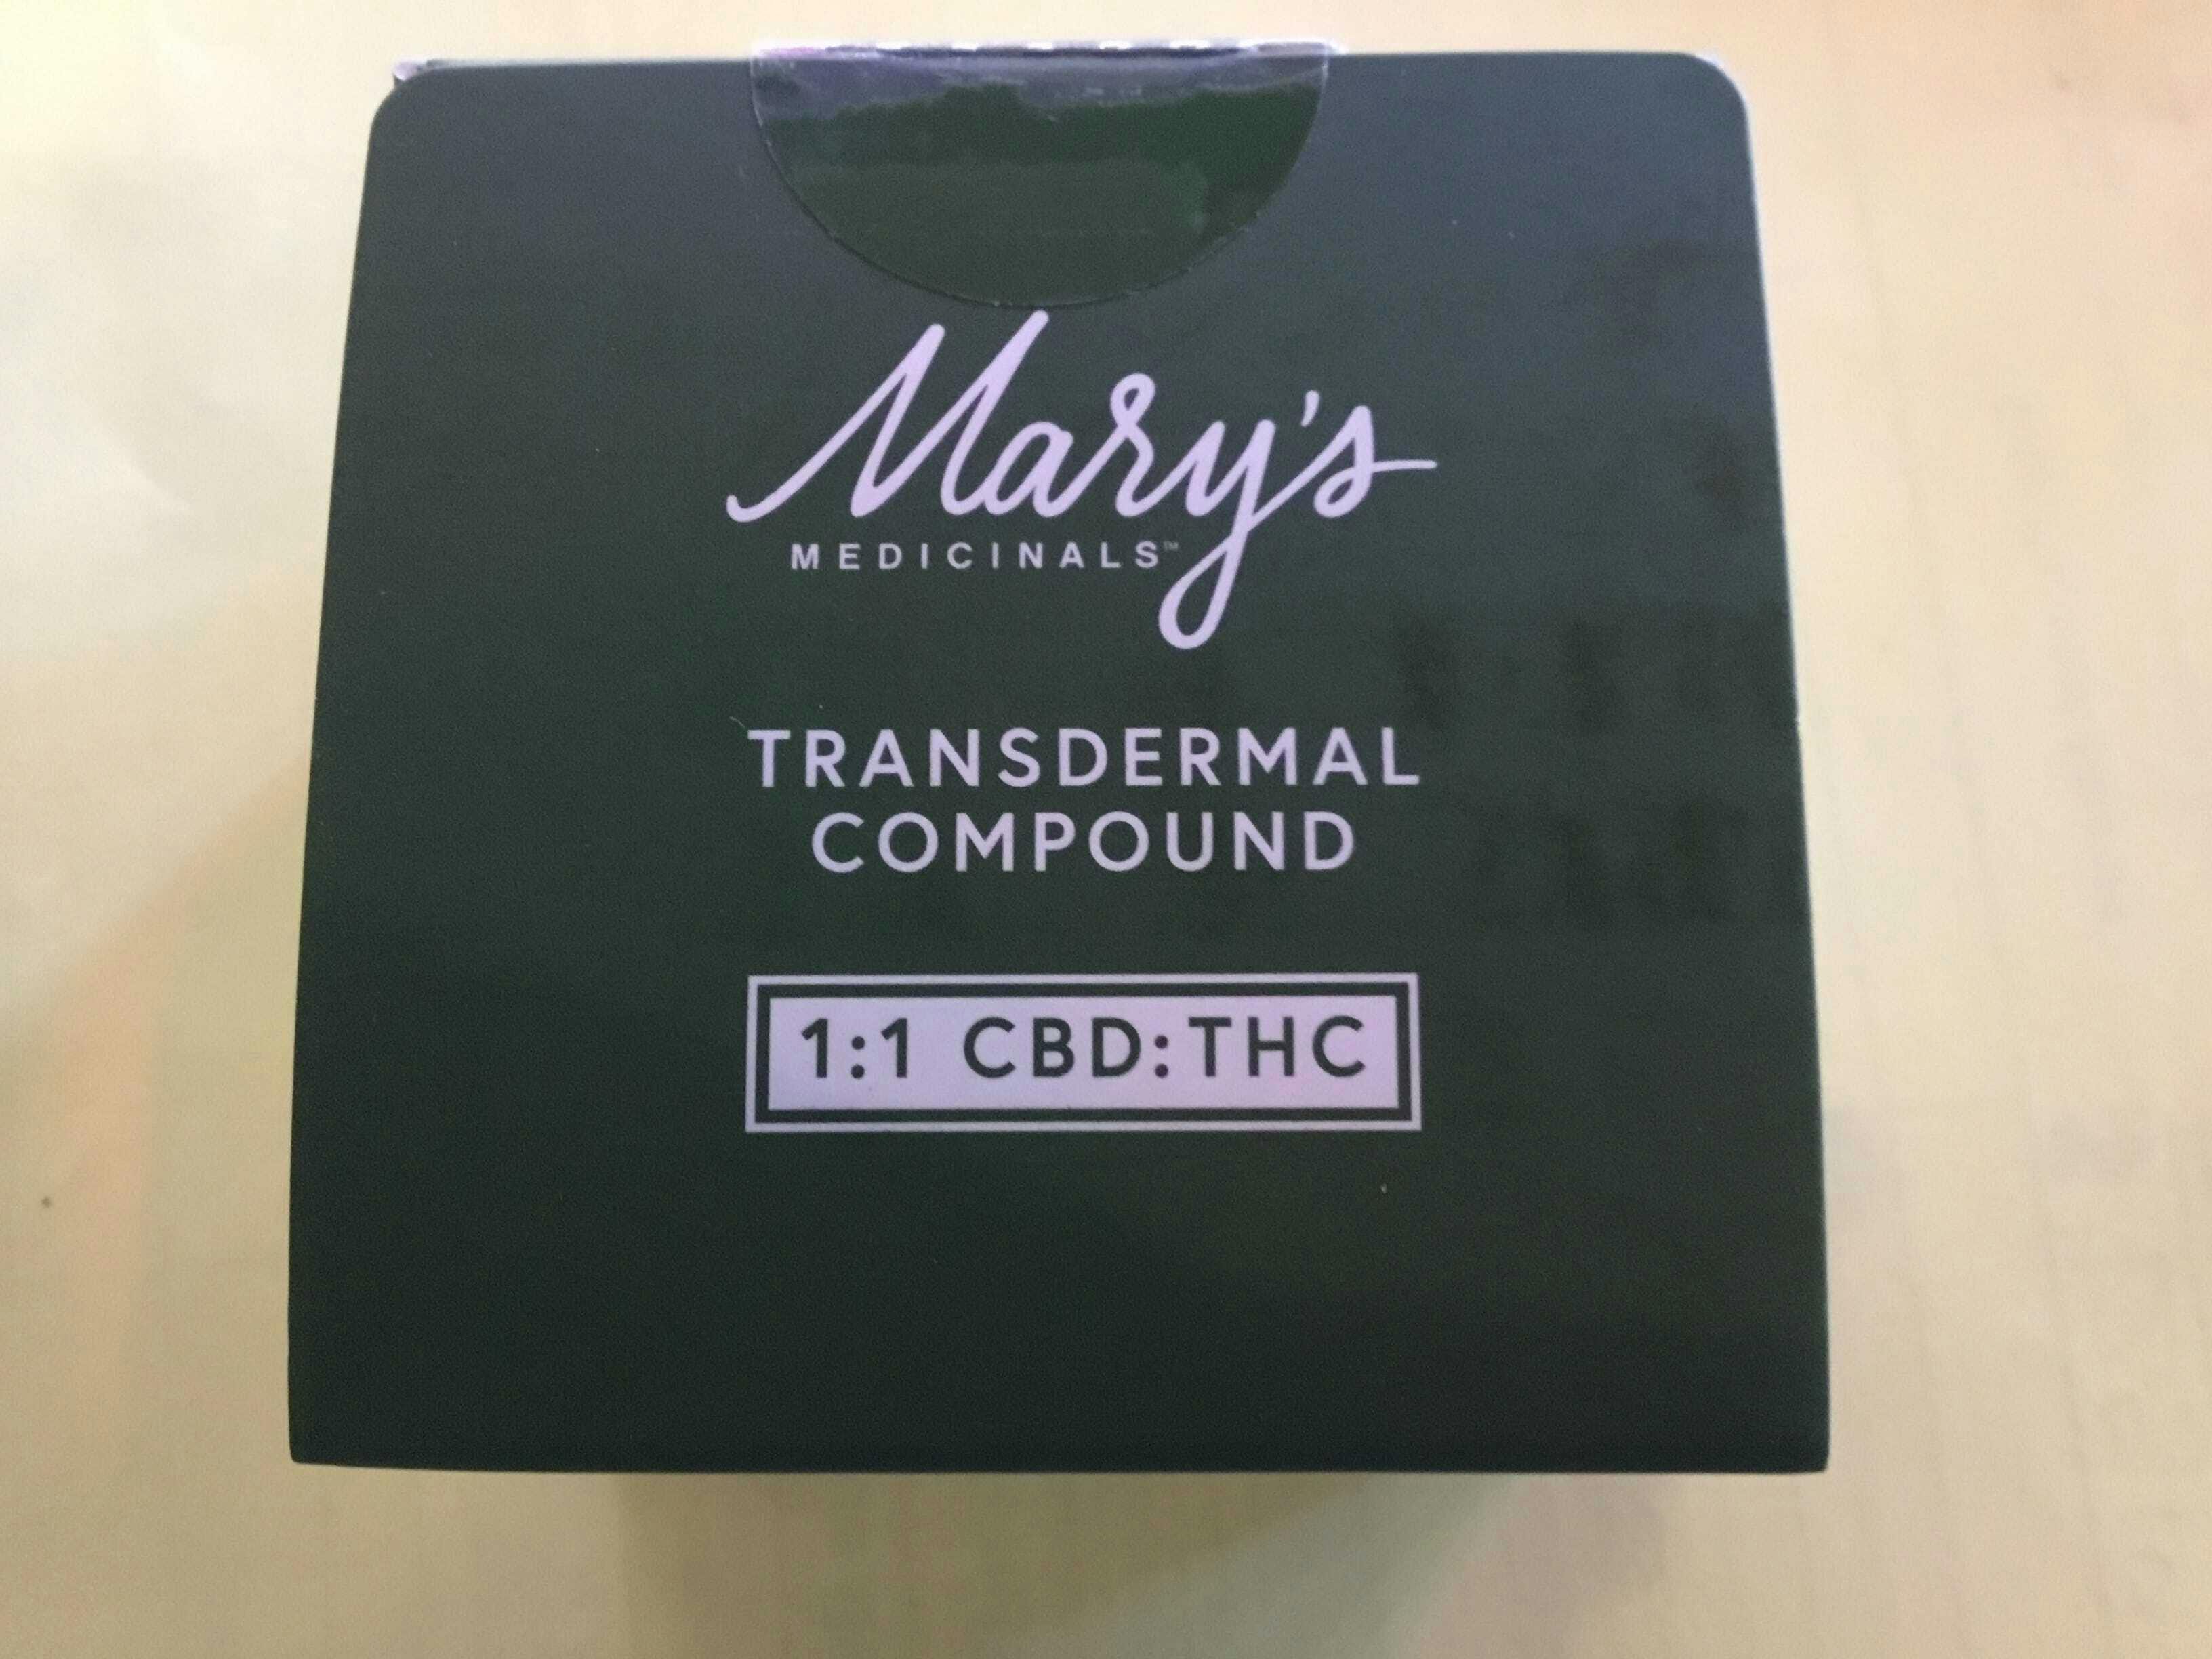 Mary's
MEDICINALS™
TRANSDERMAL
COMPOUND
1:1 CBD:THC